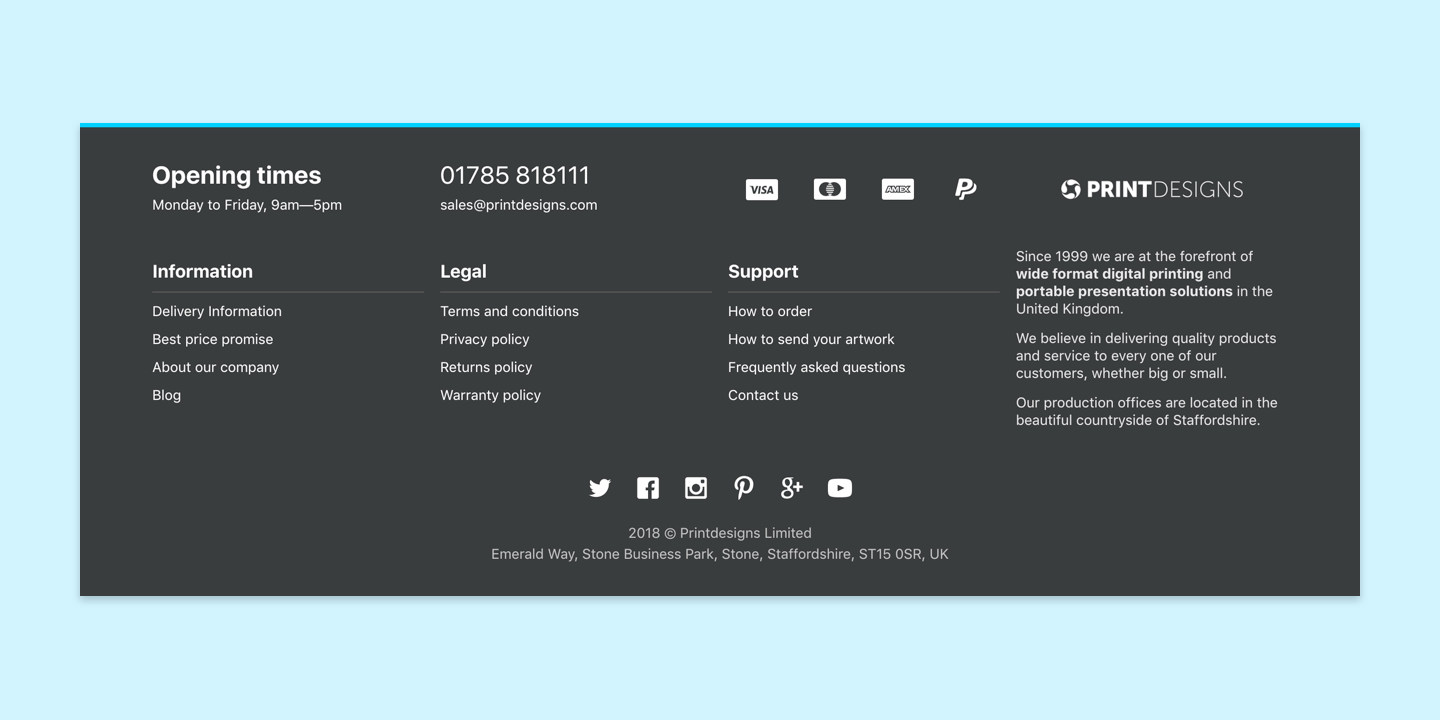 Opening times
Monday to Friday, 9am—5pm
01785 818111
sales@printdesigns.com
VISA
AMEX
PRINTDESIGNS
Information
Delivery Information
Best price promise
About our company
Blog
Legal
Terms and conditions
Privacy policy
Returns policy
Warranty policy
Support
How to order
How to send your artwork
Frequently asked questions
Contact us
Since 1999 we are at the forefront of
wide format digital printing and
portable presentation solutions in the
United Kingdom.
We believe in delivering quality products
and service to every one of our
customers, whether big or small.
Our production offices are located in the
beautiful countryside of Staffordshire.
2018 © Printdesigns Limited
Emerald Way, Stone Business Park, Stone, Staffordshire, ST15 0SR, UK